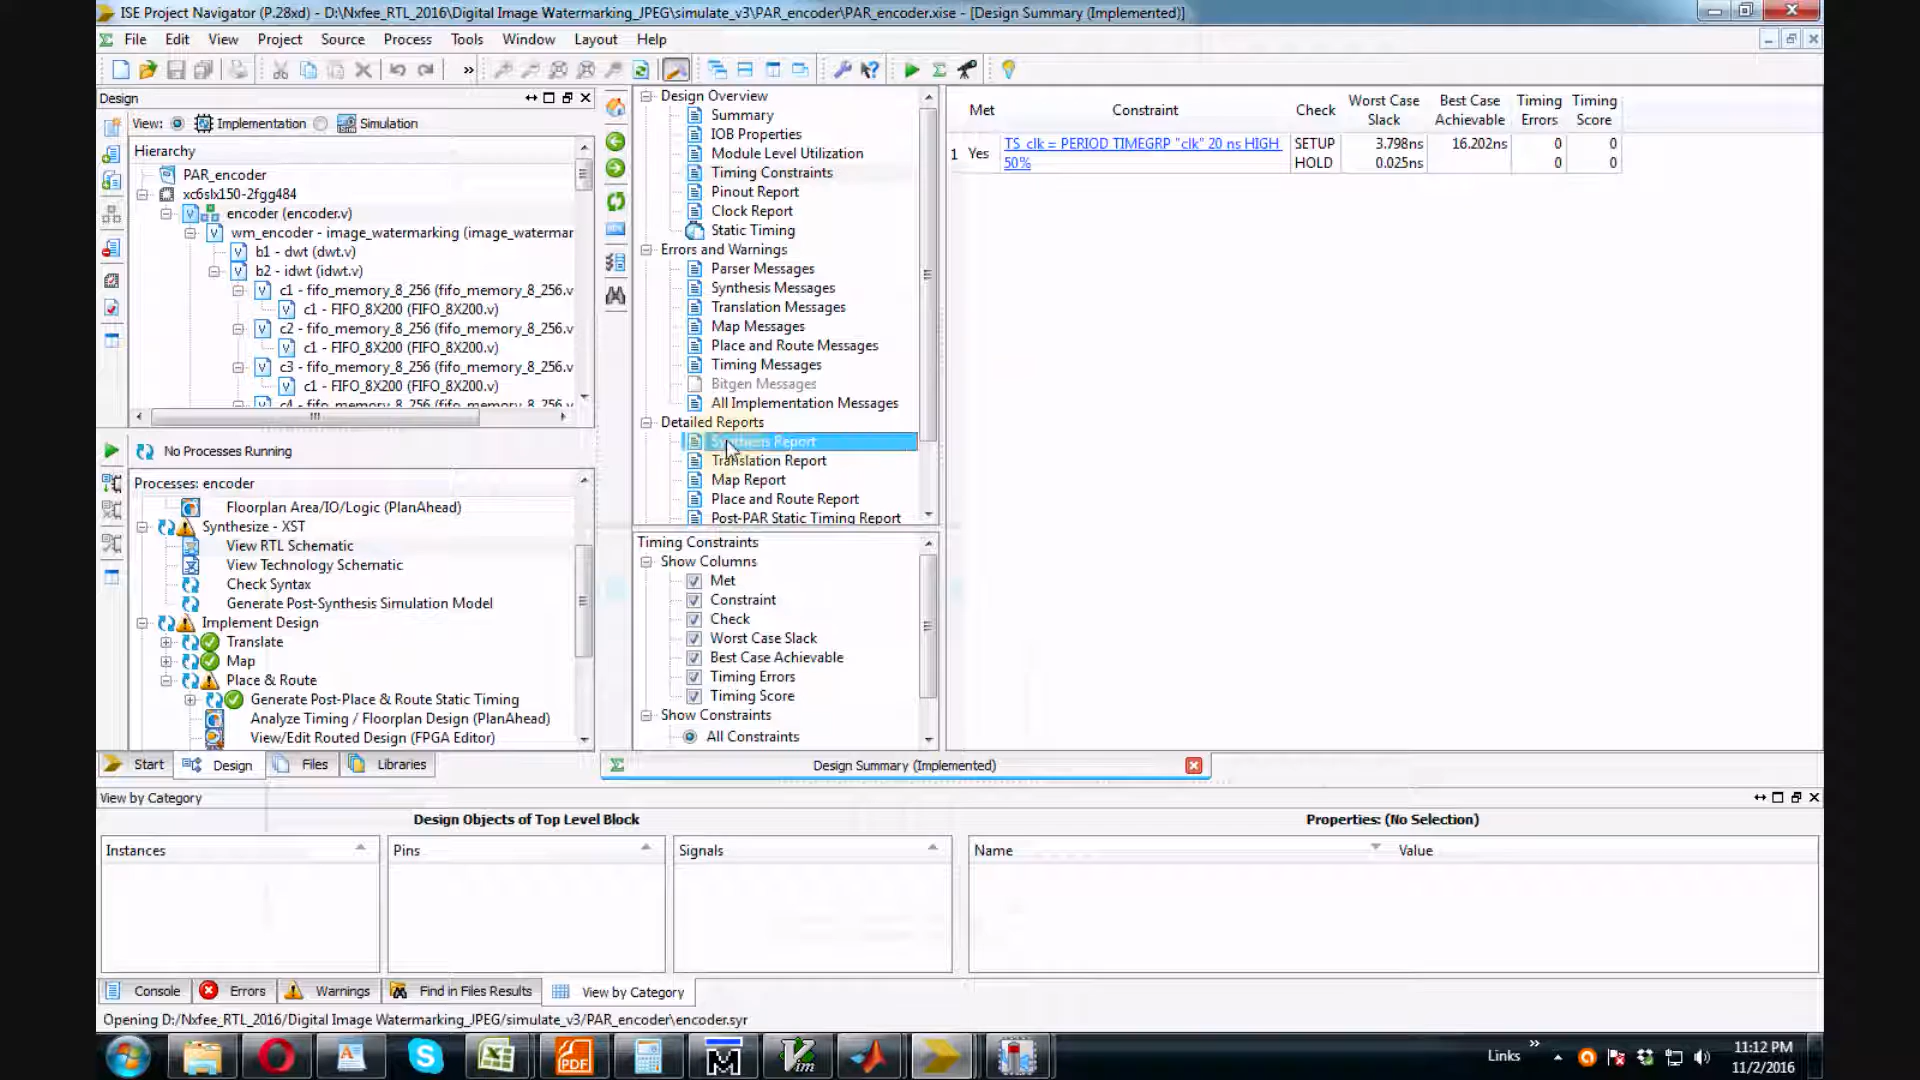 ISE Project Navigator (P.28xd) - D:\Nxfee_RTL_2016\Digital Image Watermarking_JPEG\simulate_v3\PAR_encoder\PAR_encoder.xise - [Design Summary (Implemented)]
File Edit View Project Source Process Tools Window Layout Help
»
Design
View: Implementation Simulation
Hierarchy
PAR_encoder
xc6slx150-2fgg484
encoder (encoder.v)
wm_encoder - image_watermarking (image_watermar
b1 - dwt (dwt.v)
b2 - idwt (idwt.v)
c1 - fifo_memory_8_256 (fifo_memory_8_256.v
c1 - FIFO_8X200 (FIFO_8X200.v)
c2 - fifo_memory_8_256 (fifo_memory_8_256.v
c1 - FIFO_8X200 (FIFO_8X200.v)
c3 - fifo_memory_8_256 (fifo_memory_8_256.v
c1 - FIFO_8X200 (FIFO_8X200.v)
c4 - fifo_memory_8_256 (fifo_memory_8_256.v
No Processes Running
Processes: encoder
Floorplan Area/IO/Logic (PlanAhead)
Synthesize - XST
View RTL Schematic
View Technology Schematic
Check Syntax
Generate Post-Synthesis Simulation Model
Implement Design
Translate
Map
Place & Route
Generate Post-Place & Route Static Timing
Analyze Timing / Floorplan Design (PlanAhead)
View/Edit Routed Design (FPGA Editor)
Start Design Files Libraries
Design Overview
Summary
IOB Properties
Module Level Utilization
Timing Constraints
Pinout Report
Clock Report
Static Timing
Errors and Warnings
Parser Messages
Synthesis Messages
Translation Messages
Map Messages
Place and Route Messages
Timing Messages
Bitgen Messages
All Implementation Messages
Detailed Reports
Synthesis Report
Translation Report
Map Report
Place and Route Report
Post-PAR Static Timing Report
Timing Constraints
Show Columns
Met
Constraint
Check
Worst Case Slack
Best Case Achievable
Timing Errors
Timing Score
Show Constraints
All Constraints
Met Constraint Check Worst Case Slack Best Case Achievable Timing Errors Timing Score
1 Yes TS_clk = PERIOD TIMEGRP "clk" 20 ns HIGH SETUP 3.798ns 16.202ns 0 0
50% HOLD 0.025ns 0 0
Design Summary (Implemented)
View by Category
Design Objects of Top Level Block Properties: (No Selection)
Instances Pins Signals Name Value
Console Errors Warnings Find in Files Results View by Category
Opening D:/Nxfee_RTL_2016/Digital Image Watermarking_JPEG/simulate_v3/PAR_encoder\encoder.syr
PDF
Vim
Links »
11:12 PM
11/2/2016